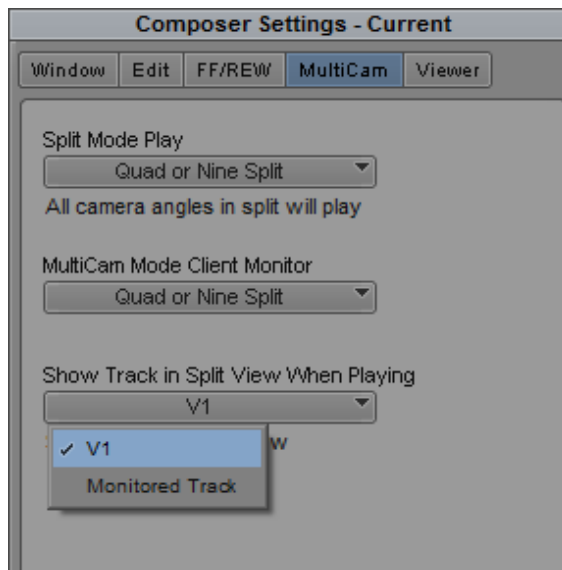 Composer Settings - Current
Window Edit FF/REW MultiCam Viewer
Split Mode Play
Quad or Nine Split
All camera angles in split will play
MultiCam Mode Client Monitor
Quad or Nine Split
Show Track in Split View When Playing
V1
✓ V1
Monitored Track